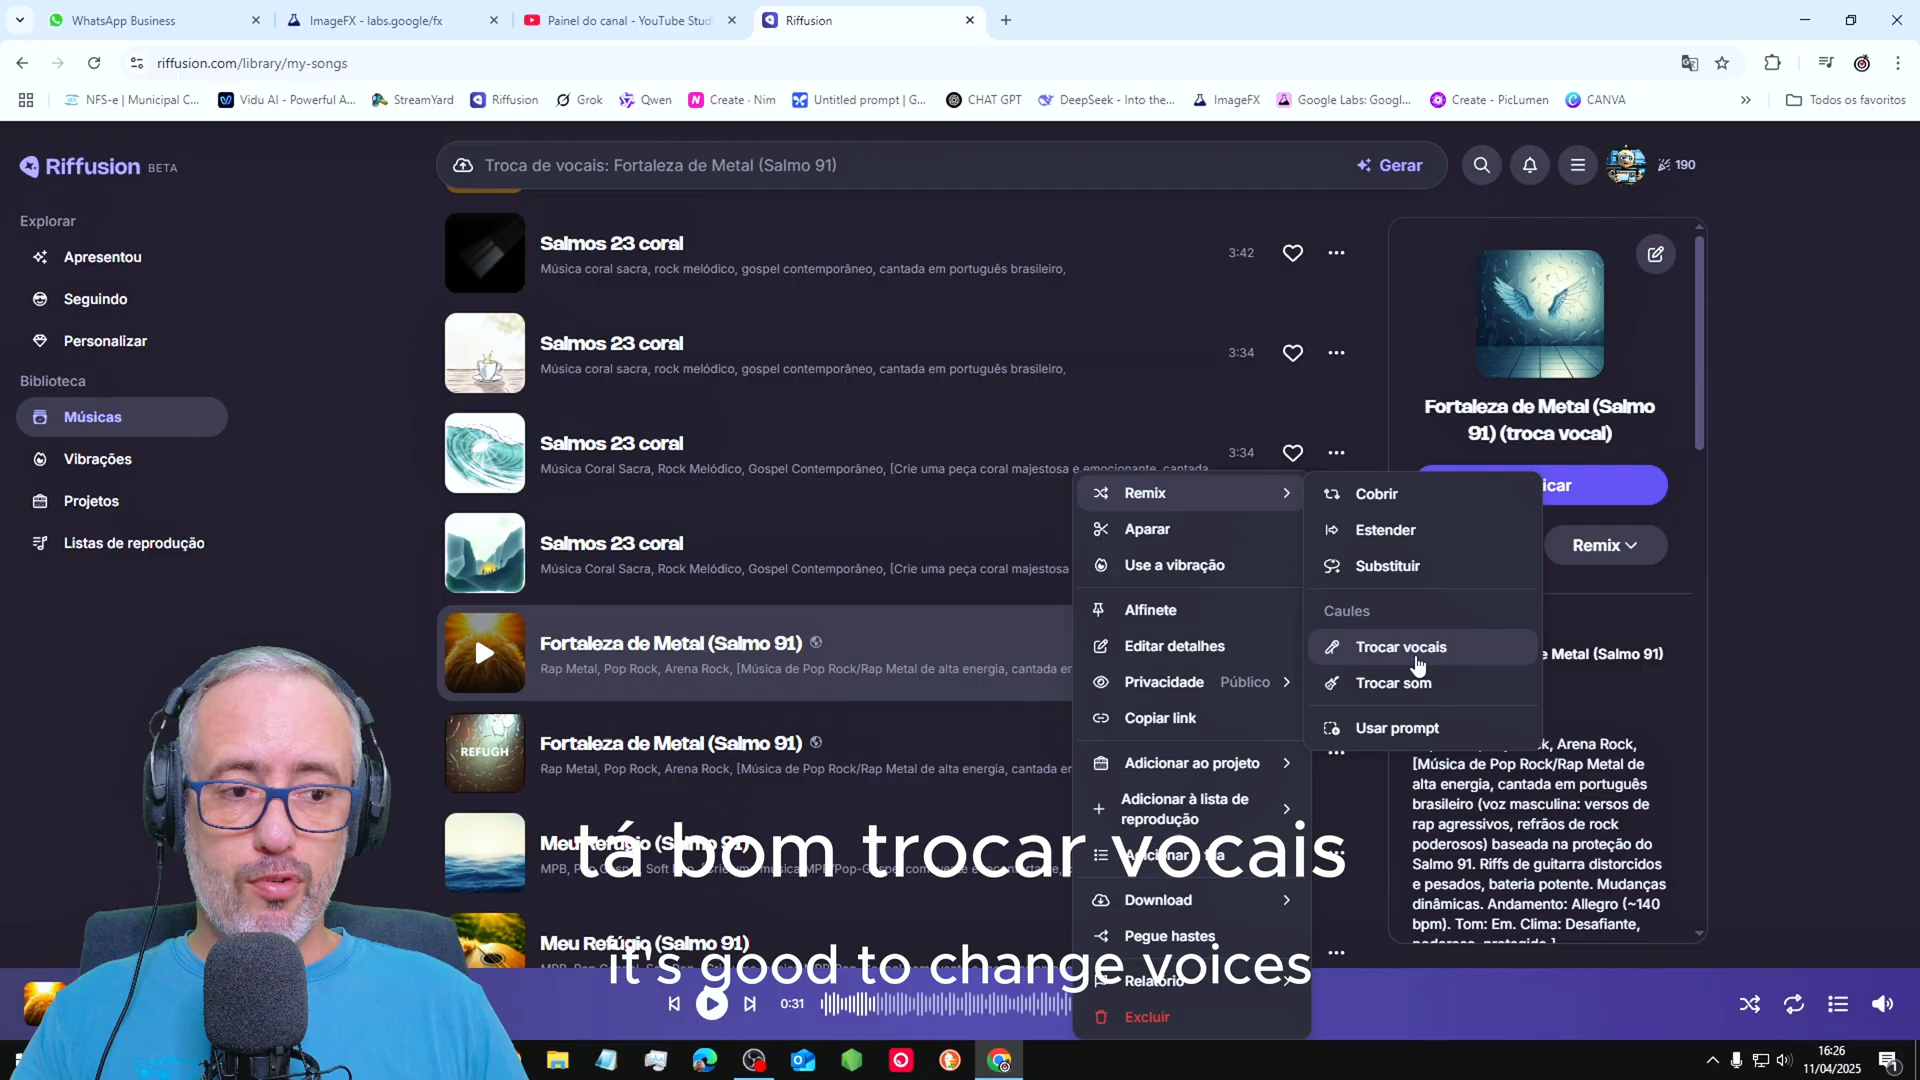 WhatsApp Business
ImageFX - labs.google/fx
Painel do canal - YouTube Stud
Riffusion
riffusion.com/library/my-songs
NFS-e | Municipal C...
Vidu AI - Powerful A...
StreamYard
Riffusion
Grok
Qwen
Create · Nim
Untitled prompt | G...
CHAT GPT
DeepSeek - Into the...
ImageFX
Google Labs: Googl...
Create - PicLumen
CANVA
Todos os favoritos
Riffusion BETA
Troca de vocais: Fortaleza de Metal (Salmo 91)
Gerar
190
Explorar
Apresentou
Seguindo
Personalizar
Biblioteca
Músicas
Vibrações
Projetos
Listas de reprodução
Salmos 23 coral
3:42
Música coral sacra, rock melódico, gospel contemporâneo, cantada em português brasileiro,
Salmos 23 coral
3:34
Música coral sacra, rock melódico, gospel contemporâneo, cantada em português brasileiro,
Salmos 23 coral
3:34
Música Coral Sacra, Rock Melódico, Gospel Contemporâneo, [Crie uma peça coral majestosa e emocionante, cantada
Salmos 23 coral
Música Coral Sacra, Rock Melódico, Gospel Contemporâneo, [Crie uma peça coral majestosa
Fortaleza de Metal (Salmo 91)
Rap Metal, Pop Rock, Arena Rock, [Música de Pop Rock/Rap Metal de alta energia, cantada er
REFUGH
Fortaleza de Metal (Salmo 91)
Rap Metal, Pop Rock, Arena Rock, [Música de Pop Rock/Rap Metal de alta energia, cantada er
Meu Refúgio (Salmo 91)
Meu Refúgio (Salmo 91)
Remix
Aparar
Use a vibração
Alfinete
Editar detalhes
Privacidade Público
Copiar link
Adicionar ao projeto
Adicionar à lista de
reprodução
Adicionar
Download
Pegue hastes
Relatório
Excluir
Cobrir
Estender
Substituir
Caules
Trocar vocais
Trocar som
Usar prompt
Fortaleza de Metal (Salmo
91) (troca vocal)
icar
Remix
e Metal (Salmo 91)
k, Arena Rock,
[Música de Pop Rock/Rap Metal de
alta energia, cantada em português
brasileiro (voz masculina: versos de
rap agressivos, refrãos de rock
poderosos) baseada na proteção do
Salmo 91. Riffs de guitarra distorcidos
e pesados, bateria potente. Mudanças
dinâmicas. Andamento: Allegro (~140
bpm). Tom: Em. Clima: Desafiante,
tá bom trocar vocais
it's good to change voices
0:31
16:26
11/04/2025
1